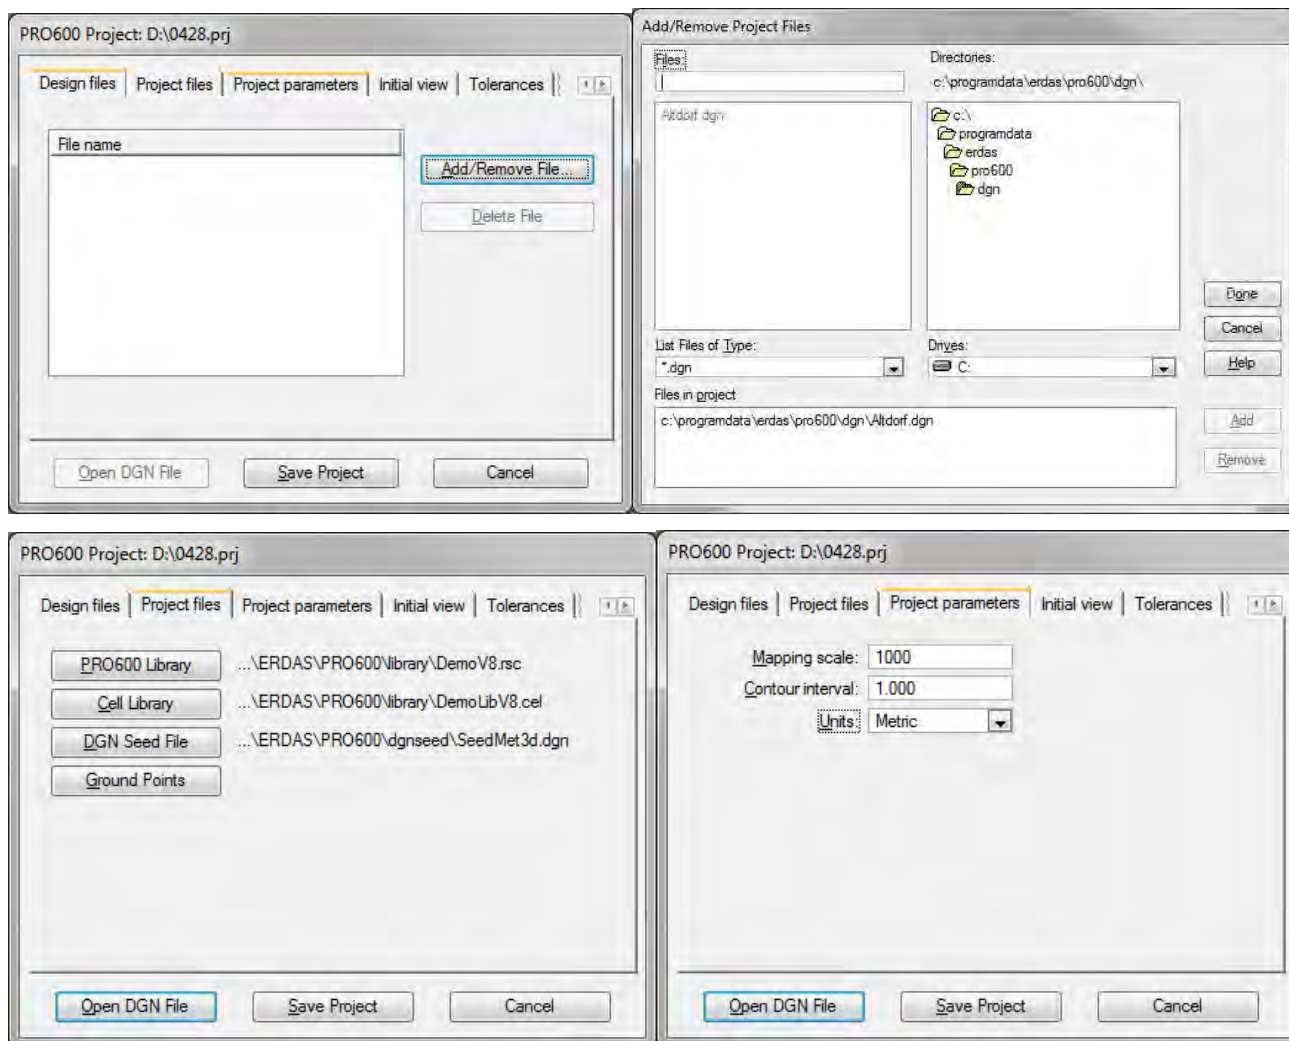 PRO600 Project: D:\0428.prj
Design files Project files Project parameters Initial view Tolerances
File name
Add/Remove File...
Delete File
Open DGN File Save Project Cancel
Add/Remove Project Files
Files: Directories:
c:\programdata\erdas\pro600\dgn\
Altdorf.dgn
c:\
programdata
erdas
pro600
dgn
Done
Cancel
Help
List Files of Type: Drives:
*.dgn C:
Files in project
c:\programdata\erdas\pro600\dgn\Altdorf.dgn
Add
Remove
PRO600 Project: D:\0428.prj
Design files Project files Project parameters Initial view Tolerances
PRO600 Library ...\ERDAS\PRO600\library\DemoV8.rsc
Cell Library ...\ERDAS\PRO600\library\DemoLibV8.cel
DGN Seed File ...\ERDAS\PRO600\dgnseed\SeedMet3d.dgn
Ground Points
Open DGN File Save Project Cancel
PRO600 Project: D:\0428.prj
Design files Project files Project parameters Initial view Tolerances
Mapping scale: 1000
Contour interval: 1.000
Units: Metric
Open DGN File Save Project Cancel